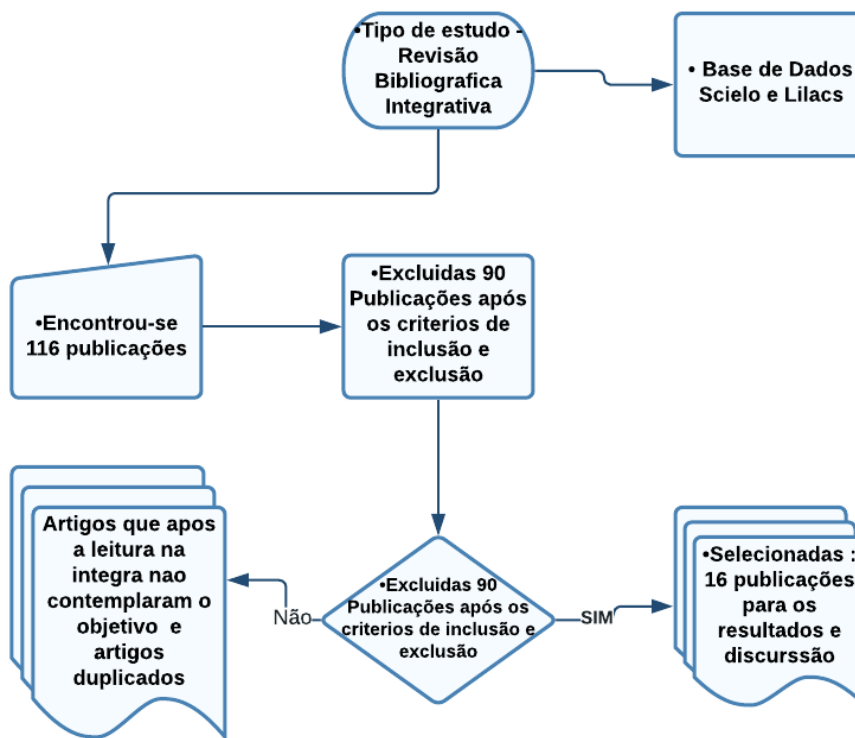 •Tipo de estudo -
Revisão
Bibliografica
Integrativa
• Base de Dados
Scielo e Lilacs
•Encontrou-se
116 publicações
•Excluidas 90
Publicações após
os criterios de
inclusão e
exclusão
Artigos que apos
a leitura na
integra nao
contemplaram o
objetivo e
artigos
duplicados
Não
•Excluidas 90
Publicações após os
criterios de inclusão e
exclusão
SIM
•Selecionadas :
16 publicações
para os
resultados e
discurssão